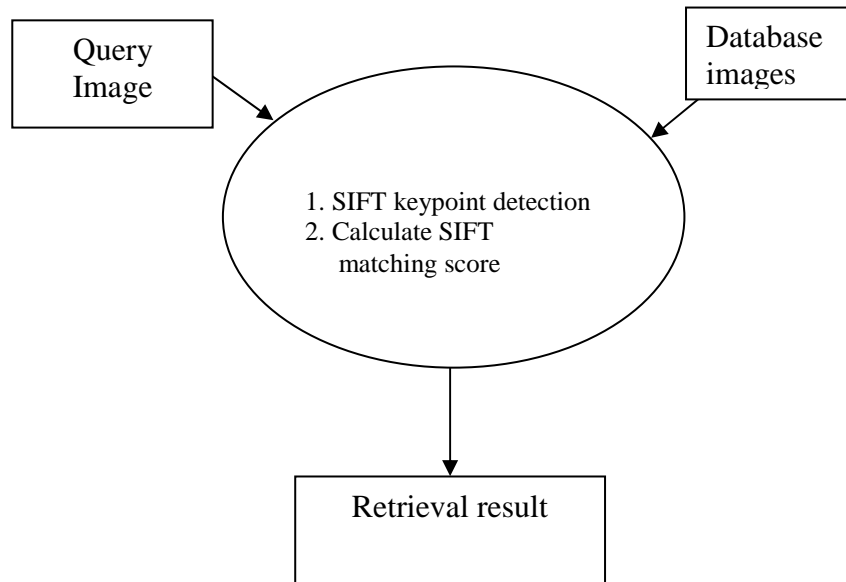 Query
Image
Database
images
1. SIFT keypoint detection
2. Calculate SIFT
matching score
Retrieval result